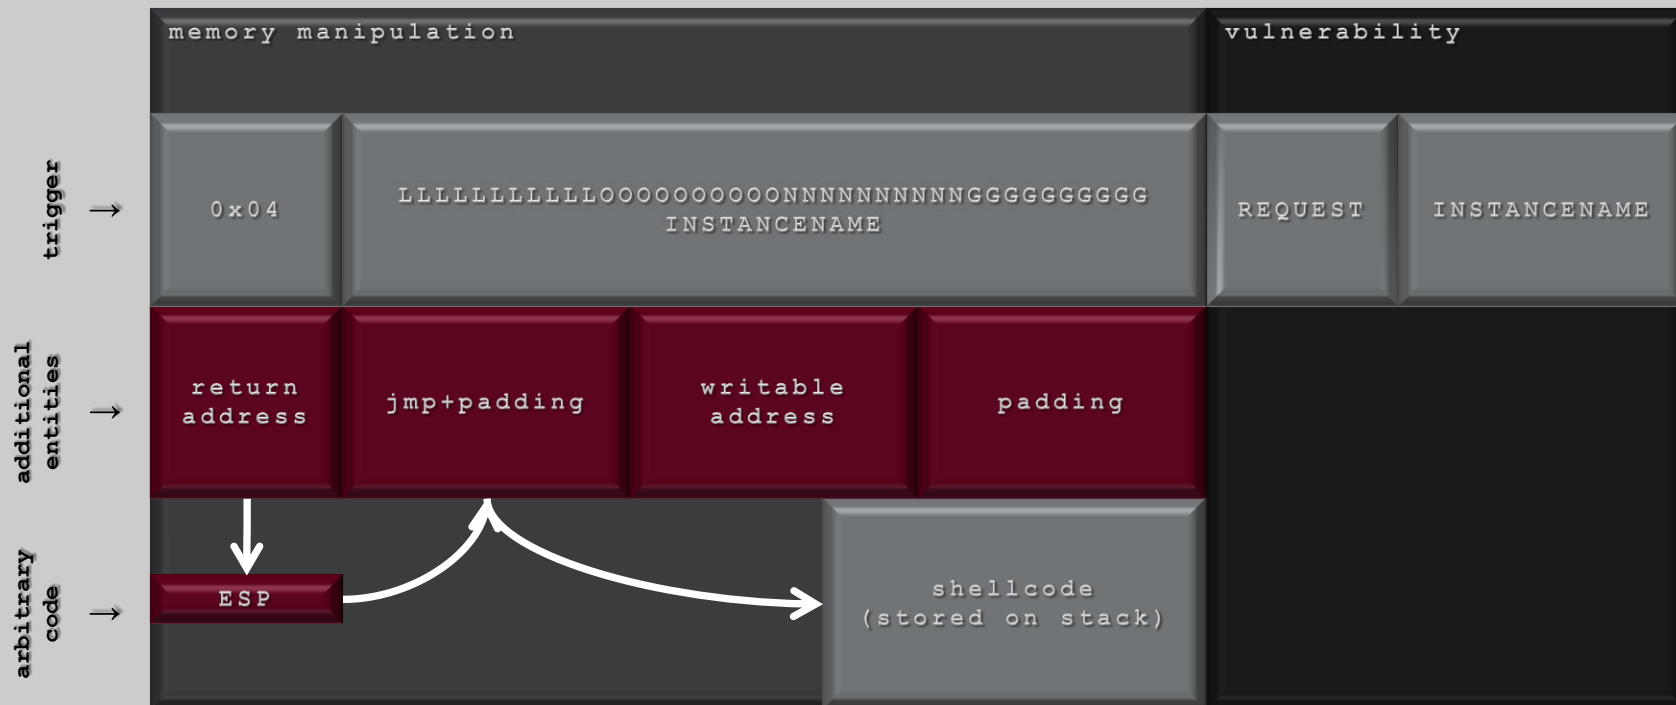 memory manipulation
vulnerability
trigger →
0x04
LLLLLLLLLLLOOOOOOOOOONNNNNNNNNNGGGGGGGGGG
INSTANCENAME
REQUEST
INSTANCENAME
additional
entities →
return
address
jmp+padding
writable
address
padding
arbitrary
code →
ESP
shellcode
(stored on stack)